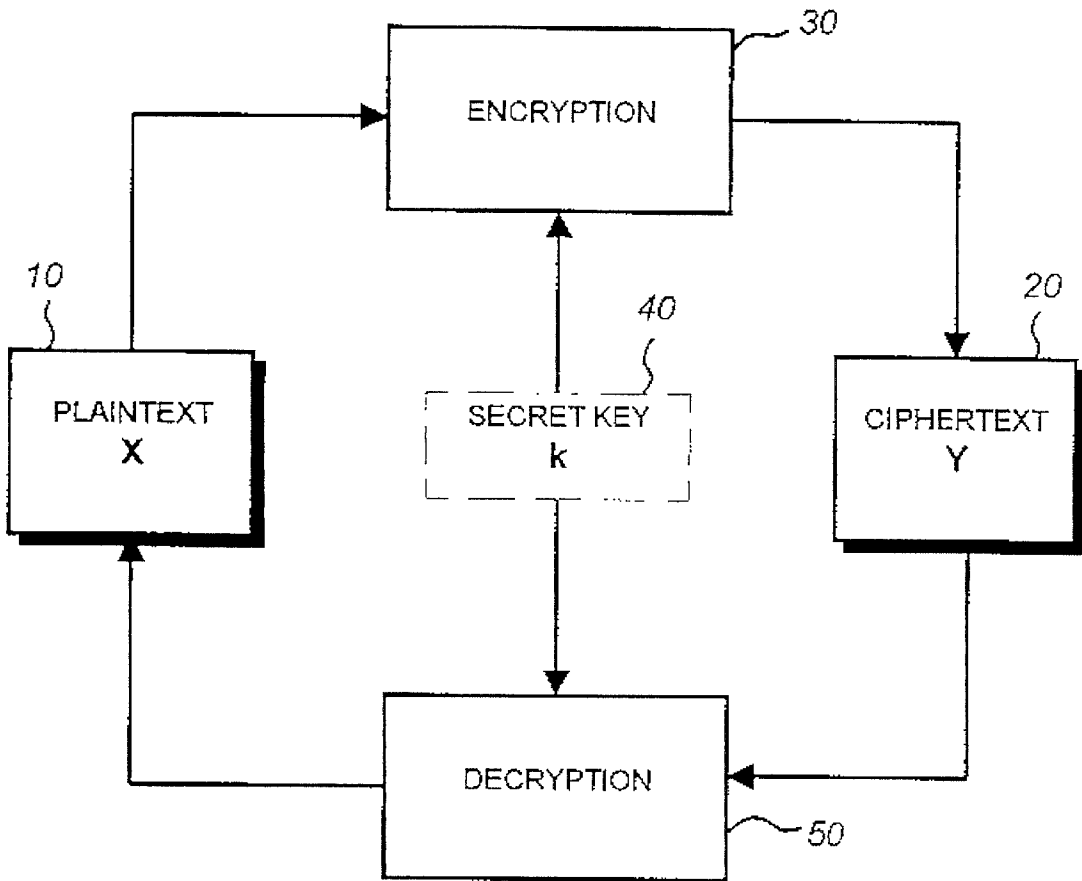 30
ENCRYPTION
10
40
20
PLAINTEXT
X
SECRET KEY
k
CIPHERTEXT
Y
DECRYPTION
50